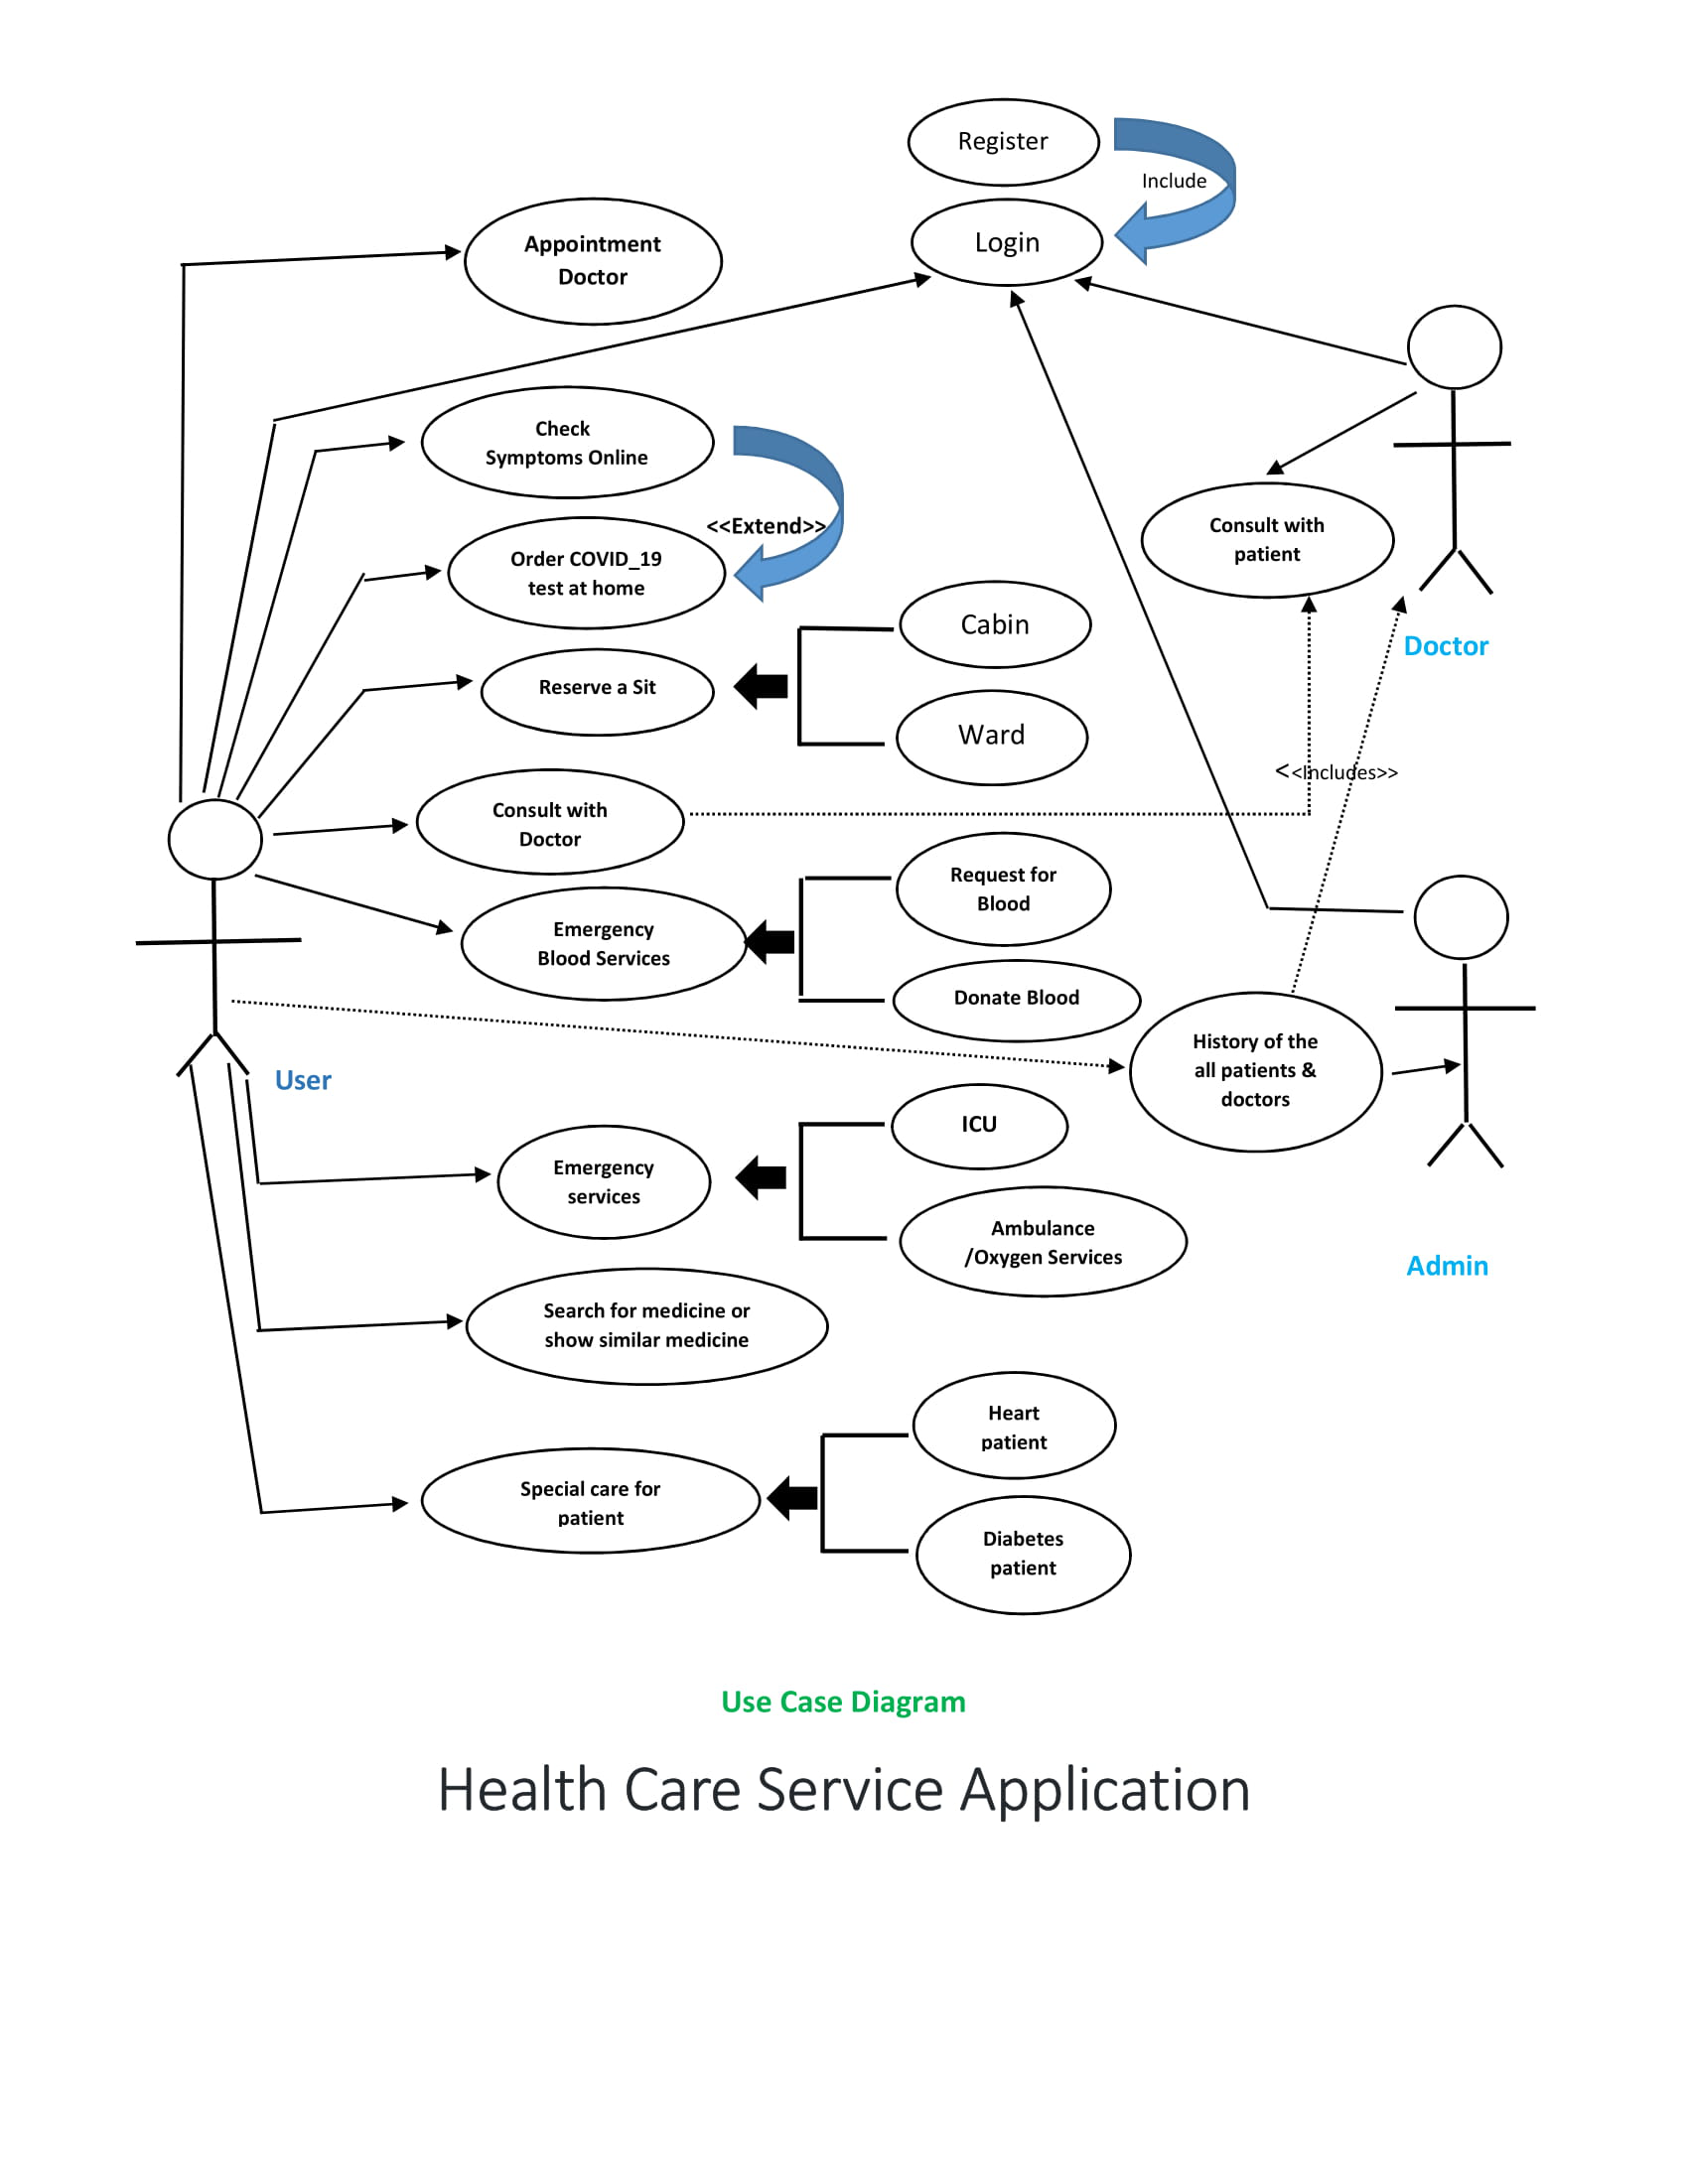 Register
Include
Login
Appointment
Doctor
Check
Symptoms Online
<<Extend>>
Order COVID_19
test at home
Consult with
patient
Cabin
Doctor
Reserve a Sit
Ward
<<Includes>>
Consult with
Doctor
Request for
Blood
Emergency
Blood Services
Donate Blood
History of the
all patients &
doctors
User
ICU
Emergency
services
Ambulance
/Oxygen Services
Admin
Search for medicine or
show similar medicine
Heart
patient
Special care for
patient
Diabetes
patient
Use Case Diagram
Health Care Service Application